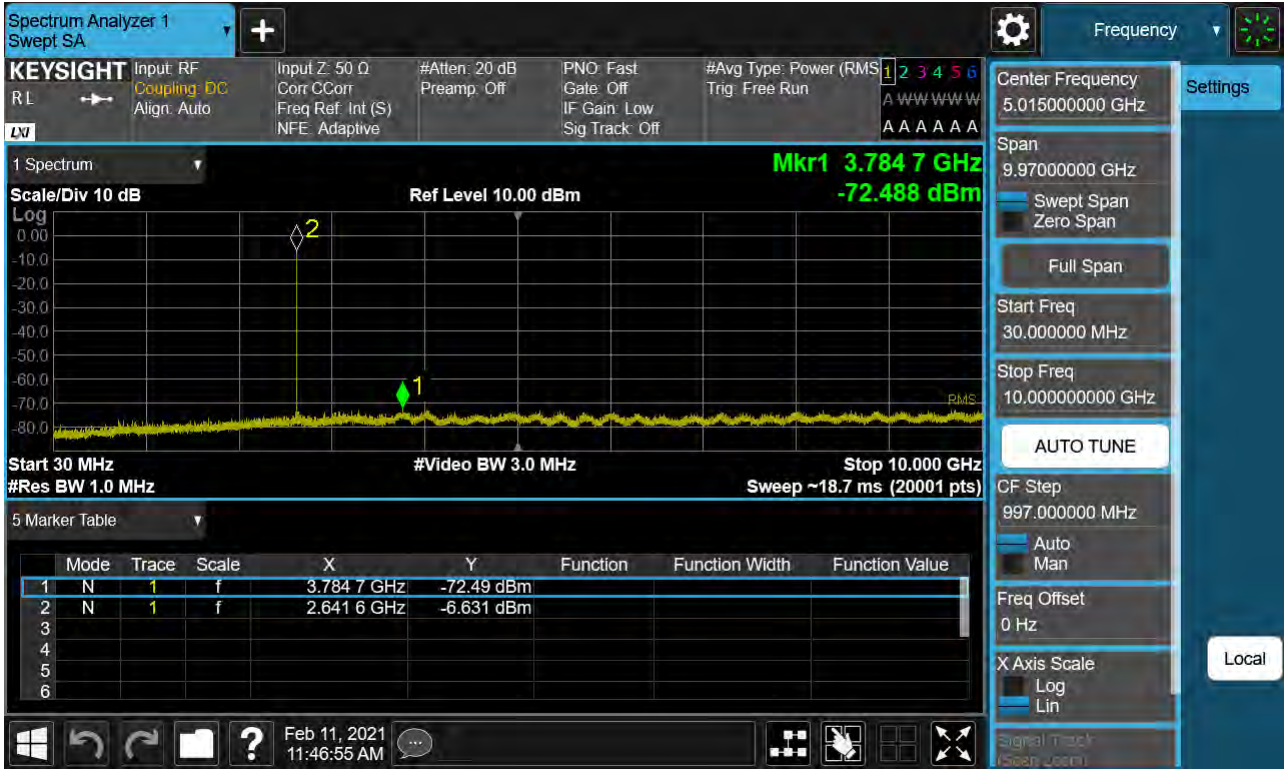 Spectrum Analyzer 1
Swept SA
+
Frequency
KEYSIGHT
R L
LXI
Input: RF
Coupling: DC
Align: Auto
Input Z: 50 Ω
Corr CCorr
Freq Ref: Int (S)
NFE: Adaptive
#Atten: 20 dB
Preamp: Off
PNO: Fast
Gate: Off
IF Gain: Low
Sig Track: Off
#Avg Type: Power (RMS
Trig: Free Run
1 2 3 4 5 6
A W W W W W
A A A A A A
1 Spectrum
Mkr1 3.784 7 GHz
Scale/Div 10 dB
Ref Level 10.00 dBm
-72.488 dBm
Log
0.00
-10.0
-20.0
-30.0
-40.0
-50.0
-60.0
-70.0
-80.0
2
1
RMS
Start 30 MHz
#Video BW 3.0 MHz
Stop 10.000 GHz
#Res BW 1.0 MHz
Sweep ~18.7 ms (20001 pts)
5 Marker Table
Mode Trace Scale X Y Function Function Width Function Value
1 N 1 f 3.784 7 GHz -72.49 dBm
2 N 1 f 2.641 6 GHz -6.631 dBm
3
4
5
6
Feb 11, 2021
11:46:55 AM
?
Center Frequency
5.015000000 GHz
Settings
Span
9.97000000 GHz
Swept Span
Zero Span
Full Span
Start Freq
30.000000 MHz
Stop Freq
10.000000000 GHz
AUTO TUNE
CF Step
997.000000 MHz
Auto
Man
Freq Offset
0 Hz
X Axis Scale
Log
Lin
Local
Signal Track
(Span Zoom)